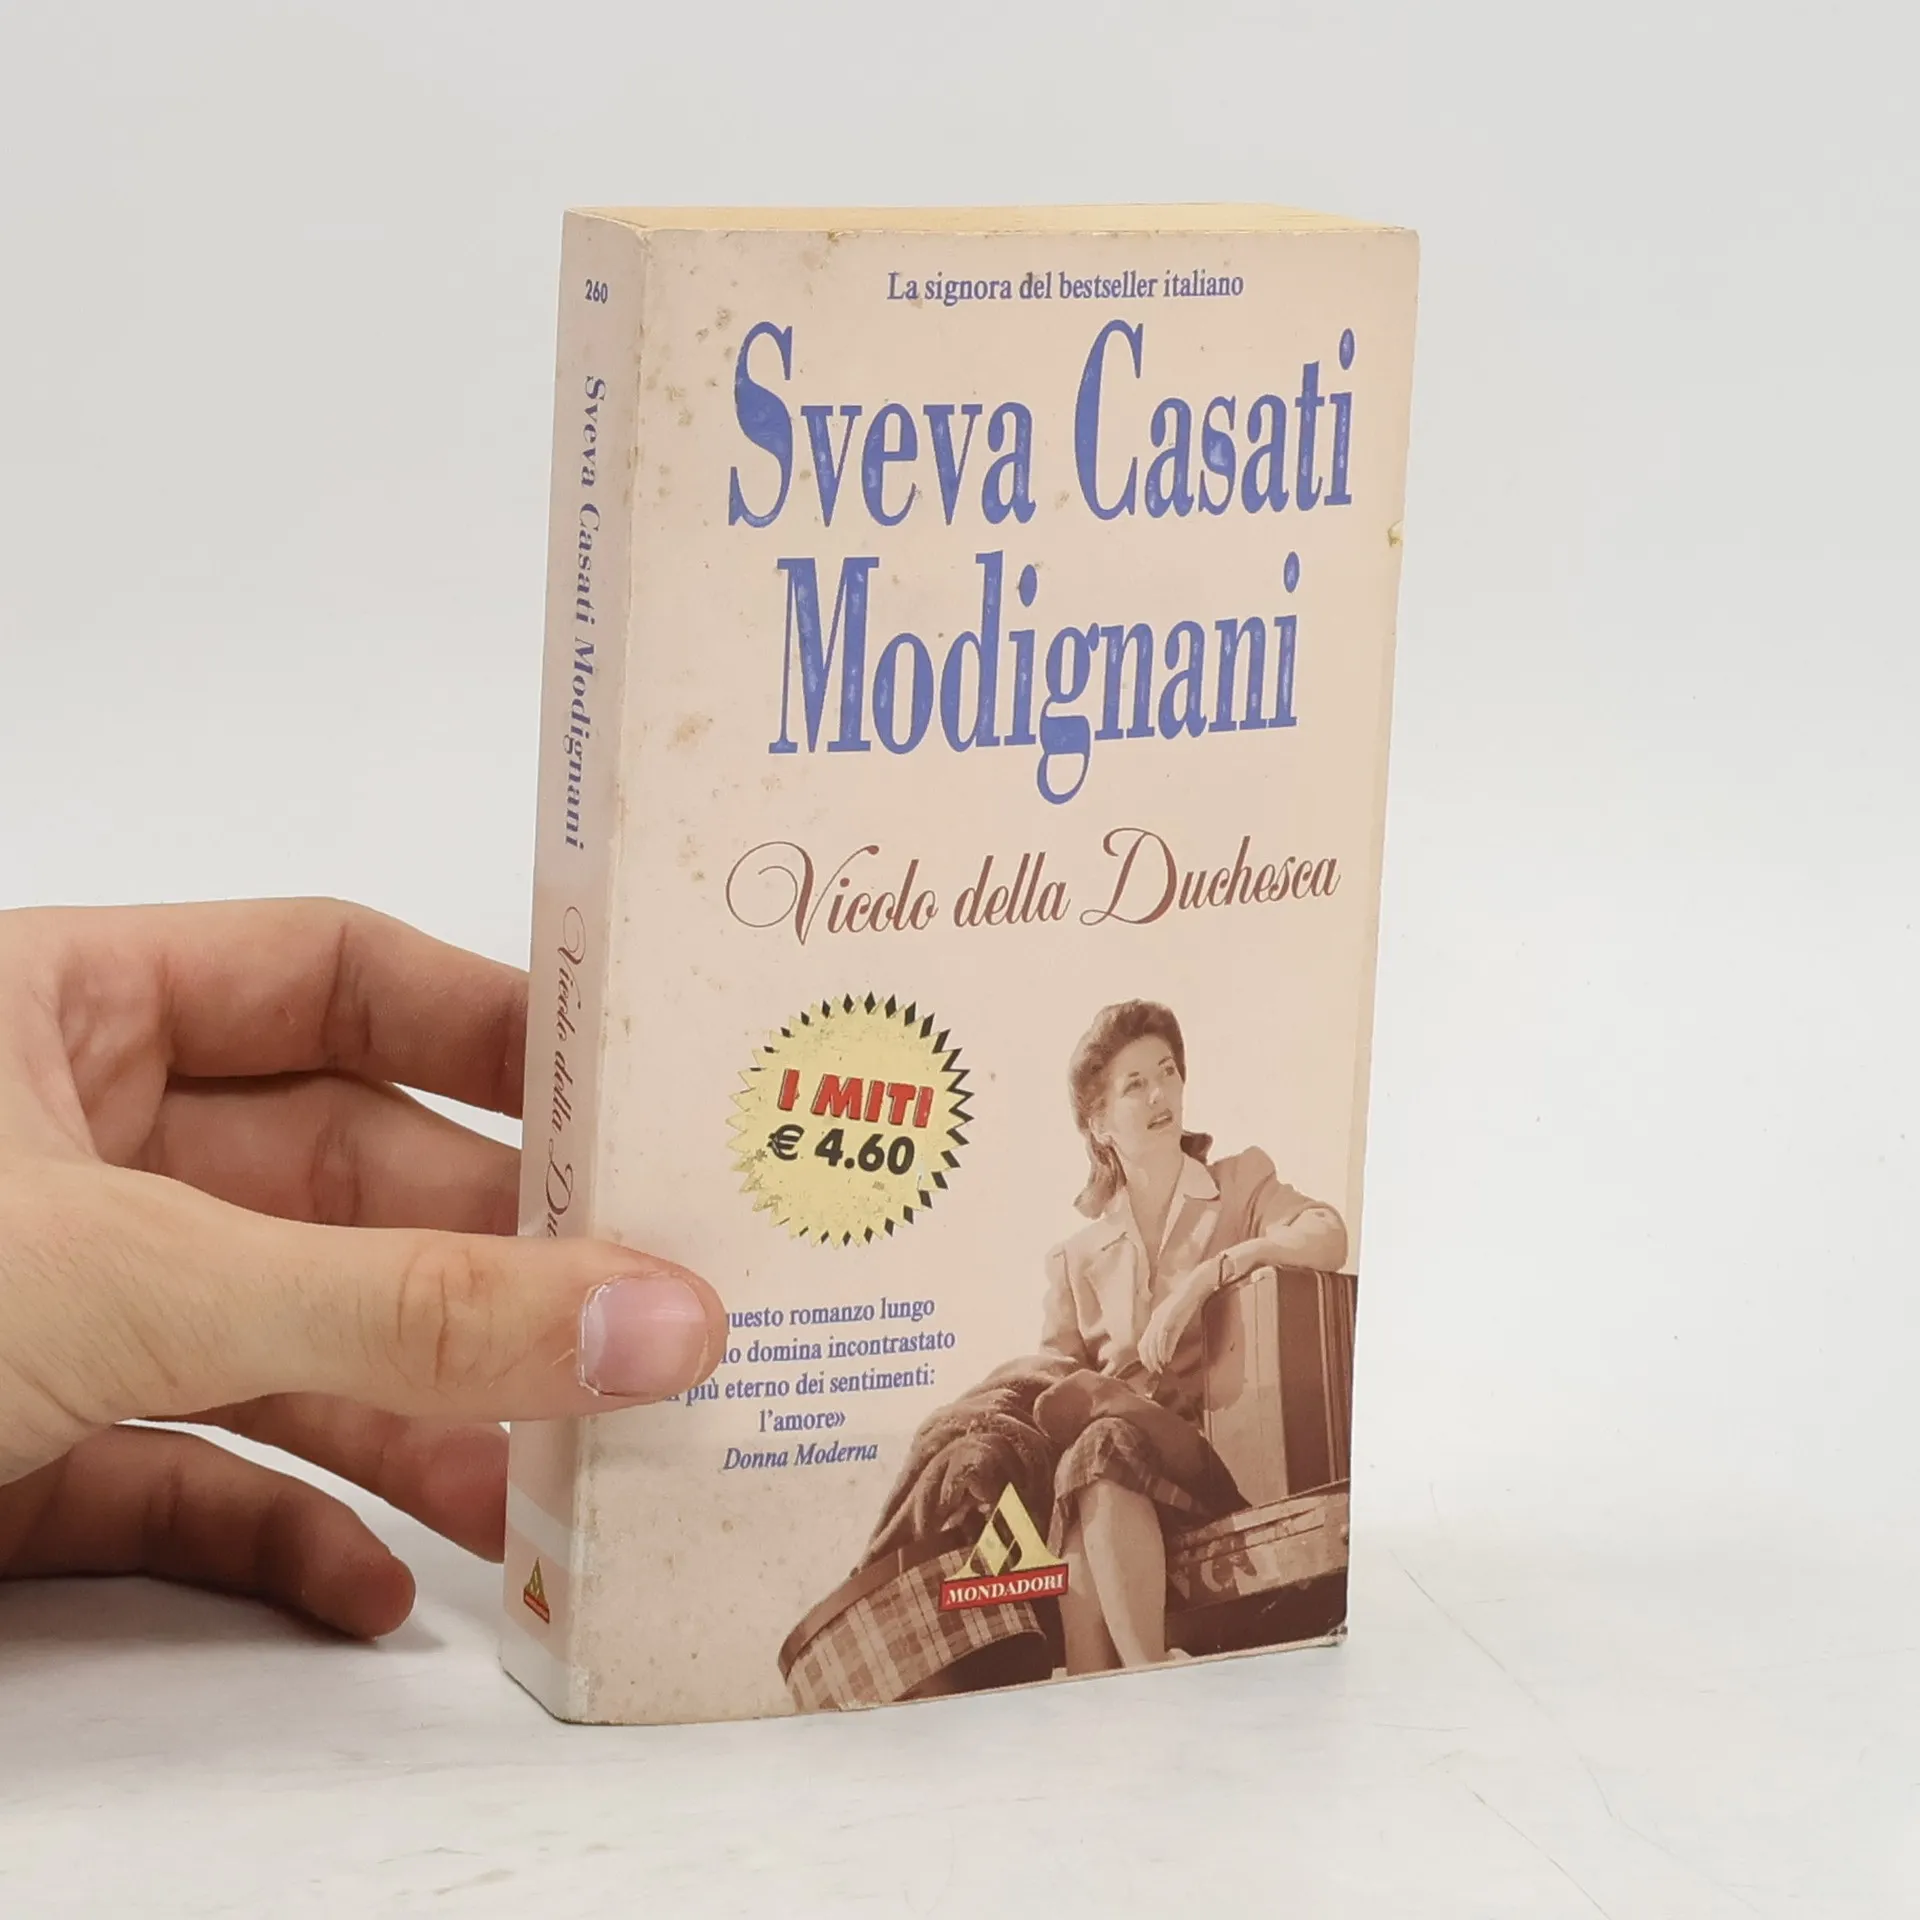 260
Sveva Casati Modignani
Vicolo della
La signora del bestseller italiano
Sveva Casati
Modignani
Vicolo della Duchesca
I MITI
€ 4.60
romanzo lungo
domina incontrastato
più eterno dei sentimenti:
l'amore»
Donna Moderna
MONDADORI